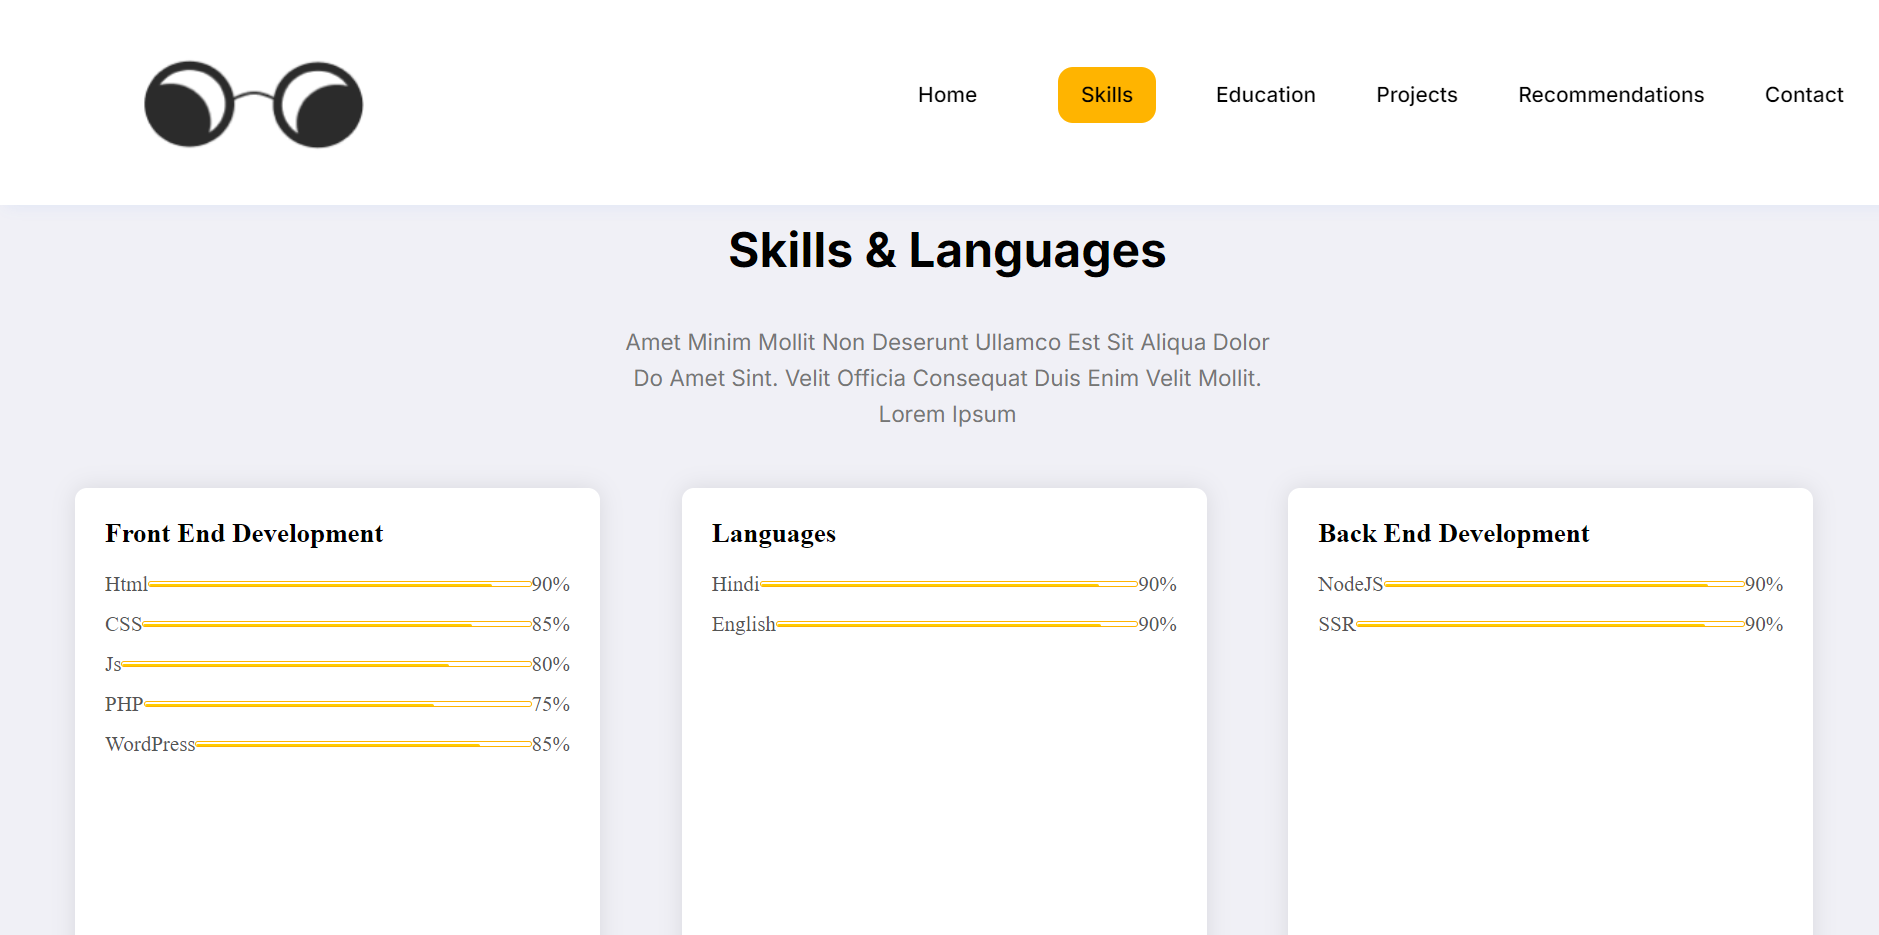 Home Skills Education Projects Recommendations Contact
Skills & Languages
Amet Minim Mollit Non Deserunt Ullamco Est Sit Aliqua Dolor
Do Amet Sint. Velit Officia Consequat Duis Enim Velit Mollit.
Lorem Ipsum
Front End Development
Html 90%
CSS 85%
Js 80%
PHP 75%
WordPress 85%
Languages
Hindi 90%
English 90%
Back End Development
NodeJS 90%
SSR 90%